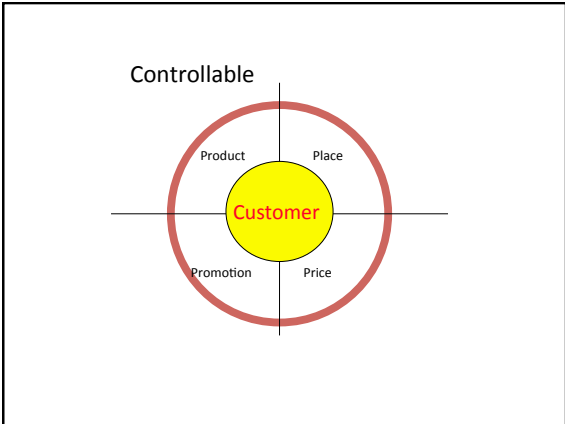 Controllable
Product
Place
Customer
Promotion
Price